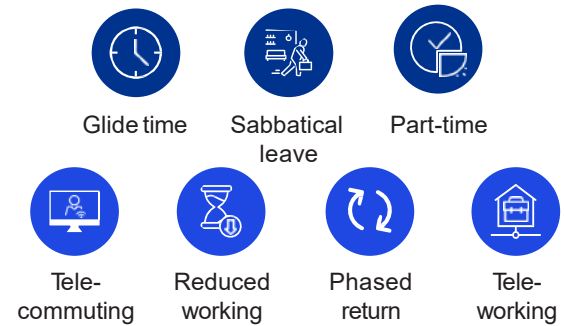 Glide time
Sabbatical
leave
Part-time
Tele-
commuting
Reduced
working
Phased
return
Tele-
working